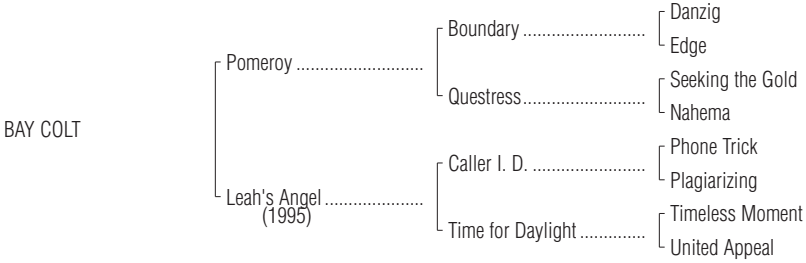 Danzig
Boundary ..........................
Edge
Pomeroy ...........................
Seeking the Gold
Questress..........................
Nahema
BAY COLT
Phone Trick
Caller I. D. ........................
Plagiarizing
Leah's Angel .....................
(1995)
Timeless Moment
Time for Daylight ..............
United Appeal